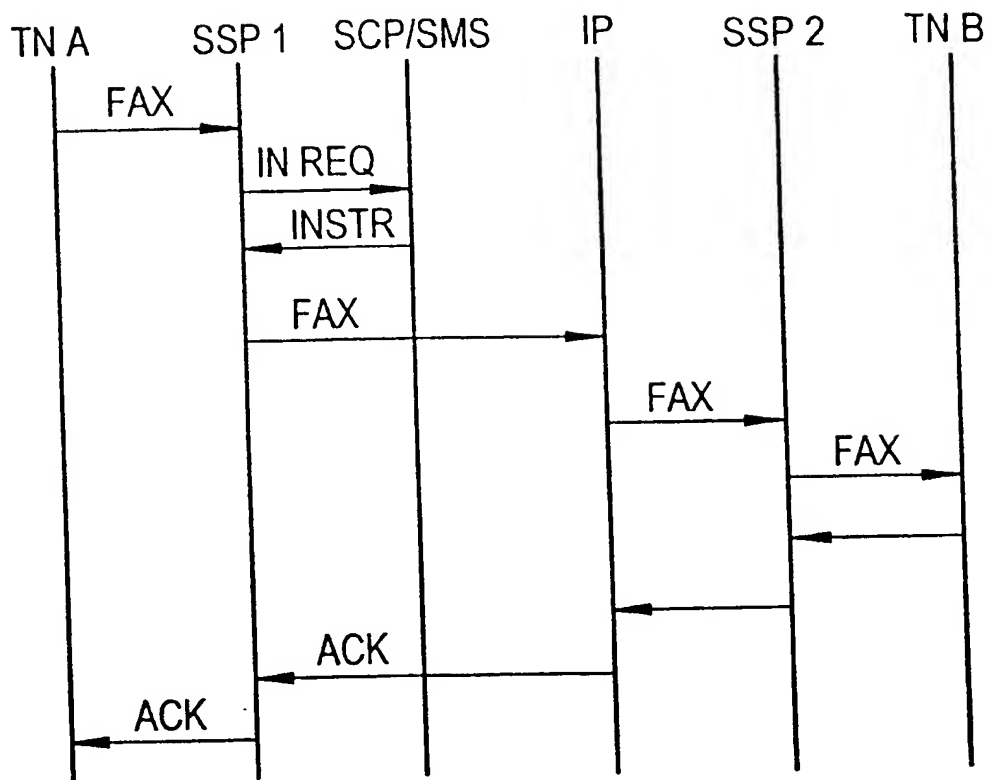 TN A SSP 1 SCP/SMS IP SSP 2 TN B
FAX
IN REQ
INSTR
FAX
FAX
FAX
ACK
ACK